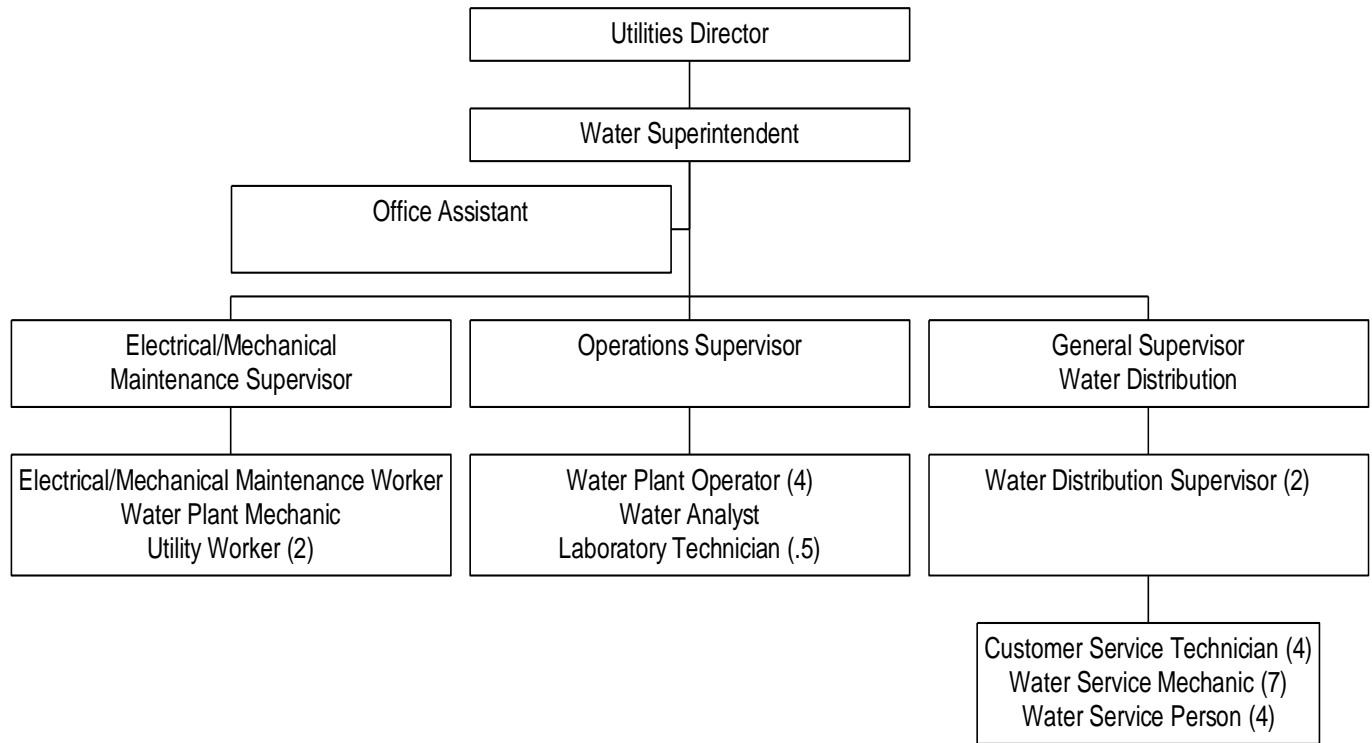 Utilities Director
Water Superintendent
Office Assistant
Electrical/Mechanical
Maintenance Supervisor
Operations Supervisor
General Supervisor
Water Distribution
Electrical/Mechanical Maintenance Worker
Water Plant Mechanic
Utility Worker (2)
Water Plant Operator (4)
Water Analyst
Laboratory Technician (.5)
Water Distribution Supervisor (2)
Customer Service Technician (4)
Water Service Mechanic (7)
Water Service Person (4)